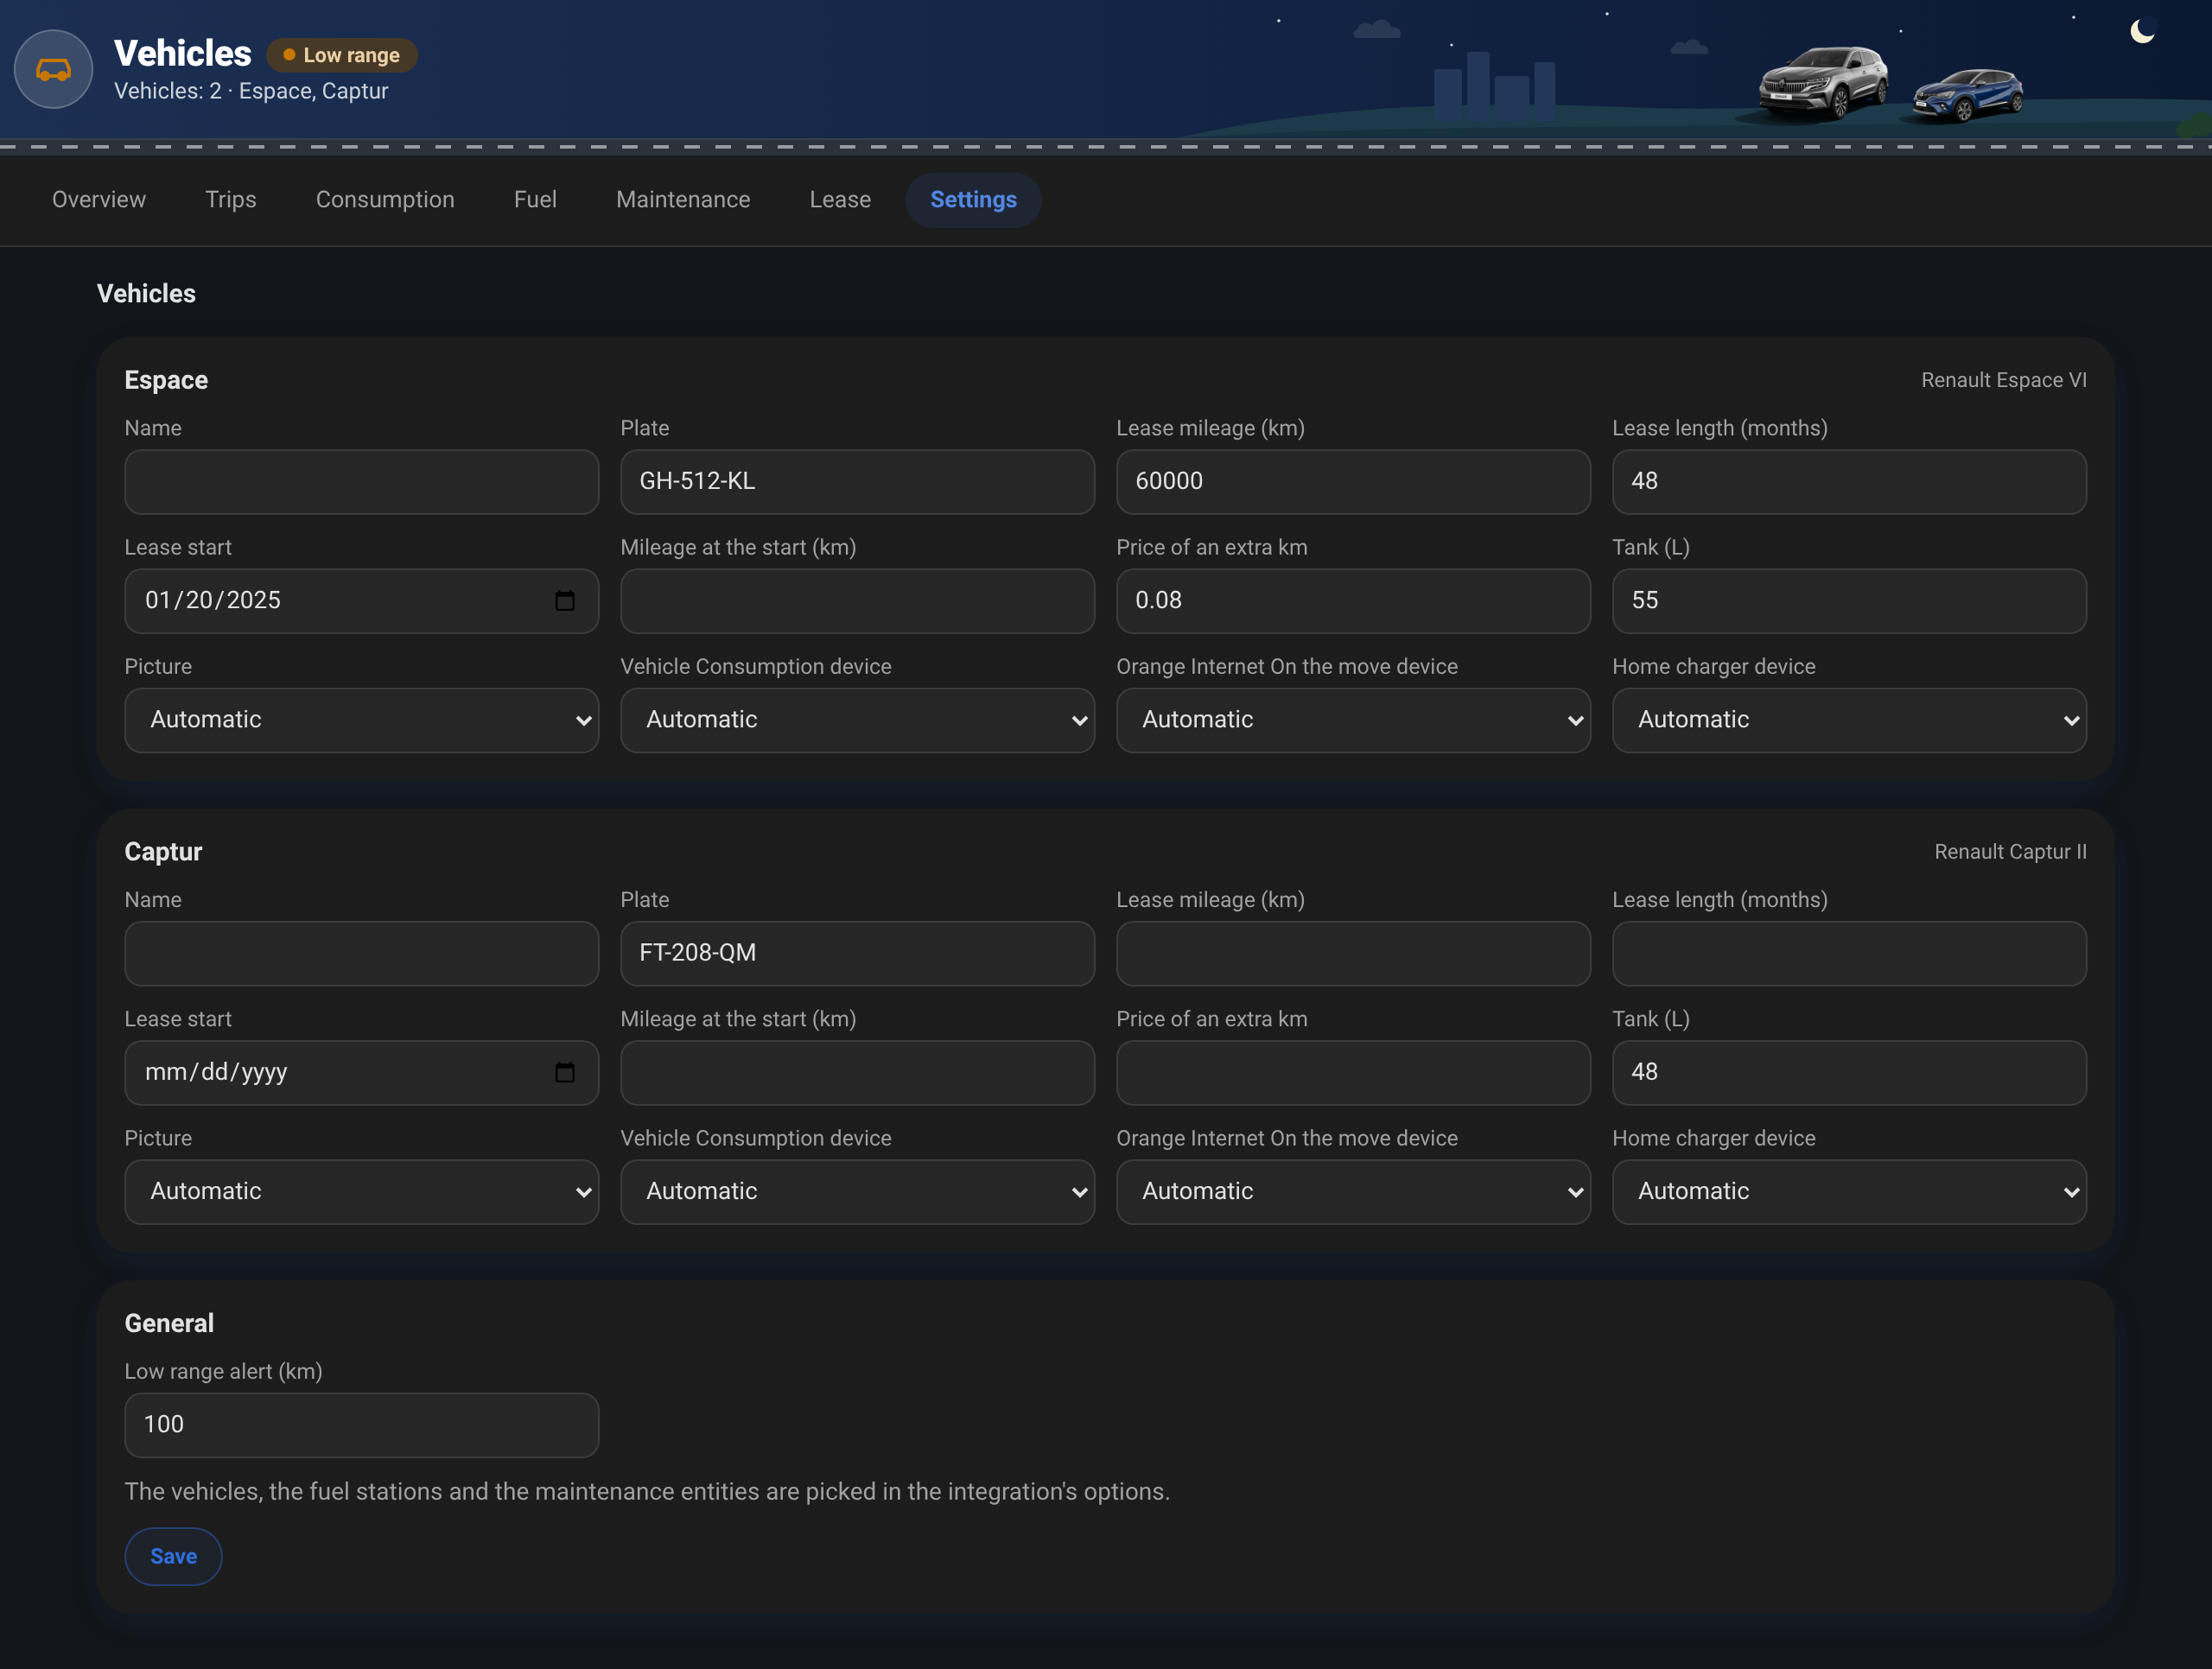 Vehicles
Low range
Vehicles: 2 · Espace, Captur
Overview Trips Consumption Fuel Maintenance Lease Settings
Vehicles
Espace Renault Espace VI
Name Plate Lease mileage (km) Lease length (months)
GH-512-KL 60000 48
Lease start Mileage at the start (km) Price of an extra km Tank (L)
01/20/2025 0.08 55
Picture Vehicle Consumption device Orange Internet On the move device Home charger device
Automatic Automatic Automatic Automatic
Captur Renault Captur II
Name Plate Lease mileage (km) Lease length (months)
FT-208-QM
Lease start Mileage at the start (km) Price of an extra km Tank (L)
mm/dd/yyyy 48
Picture Vehicle Consumption device Orange Internet On the move device Home charger device
Automatic Automatic Automatic Automatic
General
Low range alert (km)
100
The vehicles, the fuel stations and the maintenance entities are picked in the integration's options.
Save